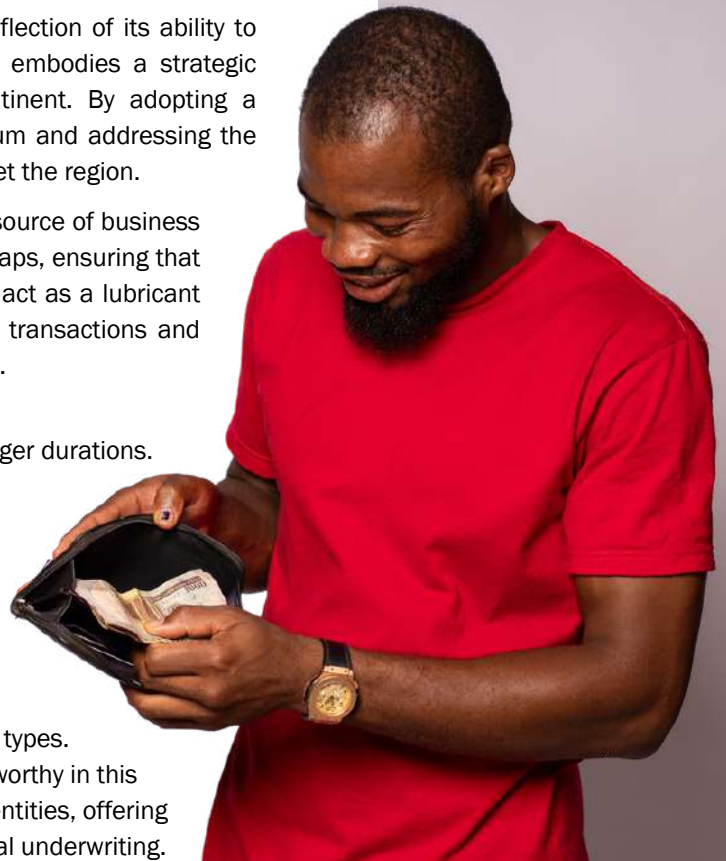 flection of its ability to
embodies a strategic
tinent. By adopting a
um and addressing the
et the region.
source of business
aps, ensuring that
act as a lubricant
transactions and
.
ger durations.
types.
worthy in this
entities, offering
al underwriting.